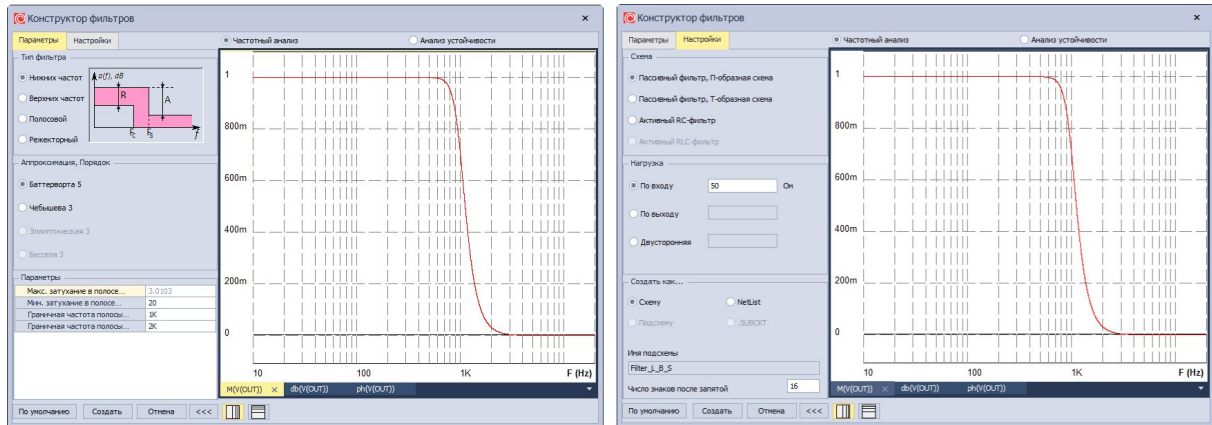 Конструктор фильтров
Параметры Настройки
Частотный анализ Анализ устойчивости
Тип фильтра
Нижних частот
Верхних частот
Полосовой
Режекторный
a(f), dB
R A
Fc Fs f
Аппроксимация, Порядок
Баттерворта 5
Чебышева 3
Эллиптическая 3
Бесселя 3
Параметры
Макс. затухание в полосе... 3.0103
Мин. затухание в полосе... 20
Граничная частота полосы... 1K
Граничная частота полосы... 2K
1
800m
600m
400m
200m
0
10 100 1K F (Hz)
M(V(OUT)) × db(V(OUT)) ph(V(OUT))
По умолчанию Создать Отмена <<<
Конструктор фильтров
Параметры Настройки
Частотный анализ Анализ устойчивости
Схема
Пассивный фильтр, П-образная схема
Пассивный фильтр, Т-образная схема
Активный RC-фильтр
Активный RLC-фильтр
Нагрузка
По входу 50 Ом
По выходу
Двусторонняя
Создать как...
Схему NetList
Подсхему .SUBCKT
Имя подсхемы
Filter_L_B_5
Число знаков после запятой 16
1
800m
600m
400m
200m
0
10 100 1K F (Hz)
M(V(OUT)) × db(V(OUT)) ph(V(OUT))
По умолчанию Создать Отмена <<<